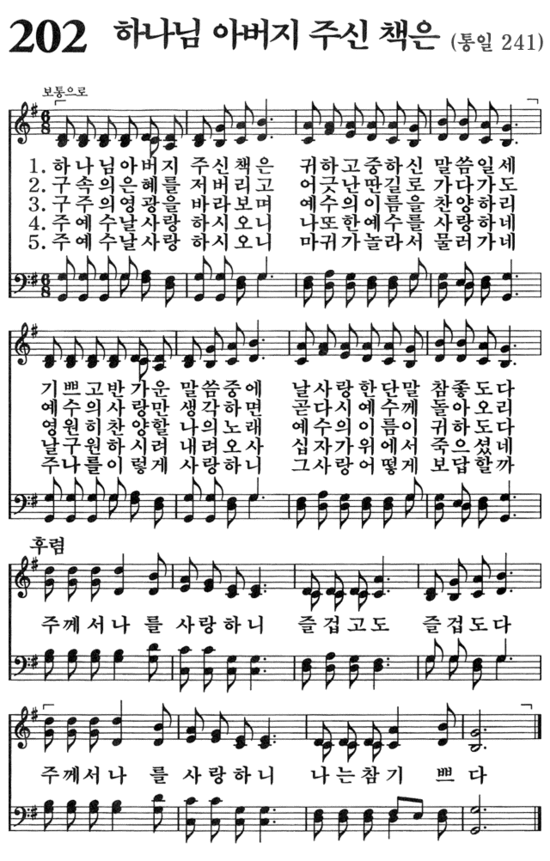 202 하나님 아버지 주신 책은 (통일 241)
보통으로
1. 하나님아버지 주신책은 귀하고중하신 말씀일세
2. 구속의은혜를 저버리고 어긋난딴길로 가다가도
3. 구주의영광을 바라보며 예수의이름을 찬양하리
4. 주예수날사랑 하시오니 나또한예수를 사랑하네
5. 주예수날사랑 하시오니 마귀가놀라서 물러가네
기쁘고반가운 말씀중에 날사랑한단말 참좋도다
예수의사랑만 생각하면 곧다시예수께 돌아오리
영원히찬양할 나의노래 예수의이름이 귀하도다
날구원하시려 내려오사 십자가위에서 죽으셨네
주나를이렇게 사랑하니 그사랑어떻게 보답할까
후렴
주께서나를사랑하니 즐겁고도 즐겁도다
주께서나를사랑하니 나는참기쁘다